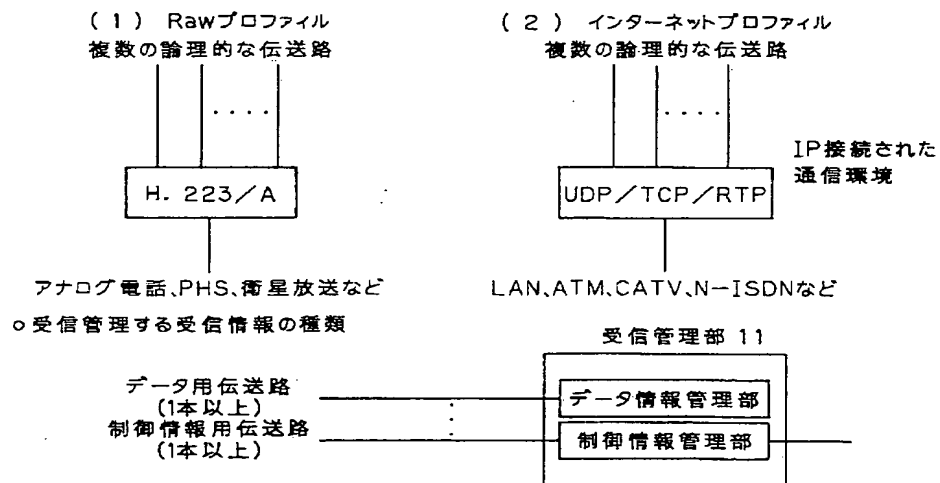 (1) Rawプロファイル
複数の論理的な伝送路
‥‥
H. 223/A
アナログ電話、PHS、衛星放送など
(2) インターネットプロファイル
複数の論理的な伝送路
‥‥
UDP/TCP/RTP
IP接続された
通信環境
LAN、ATM、CATV、N-ISDNなど
○受信管理する受信情報の種類
受信管理部 11
データ用伝送路
(1本以上)
制御情報用伝送路
(1本以上)
データ情報管理部
制御情報管理部